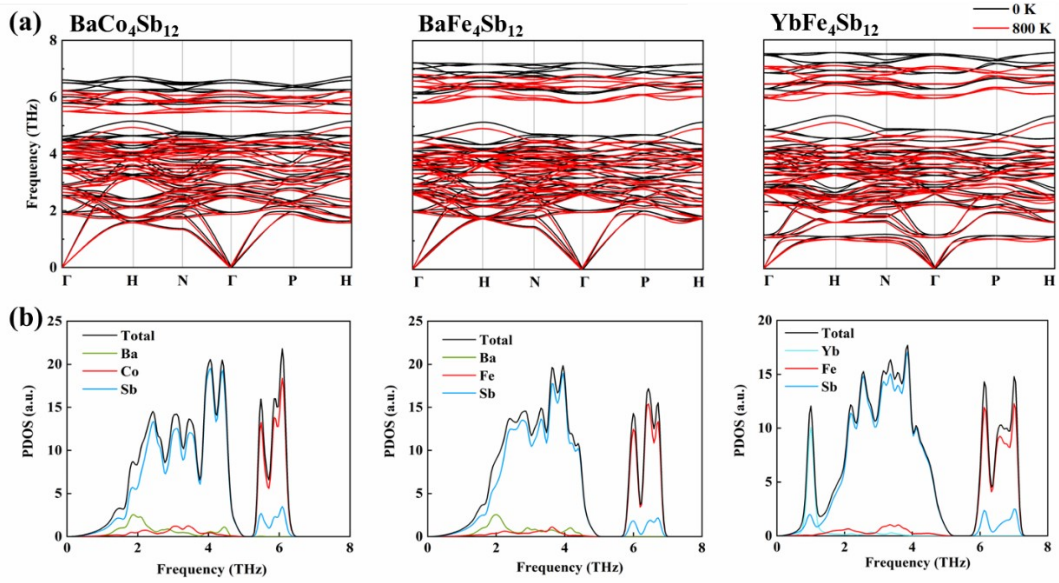 (a) BaCo4Sb12 BaFe4Sb12 YbFe4Sb12 0 K
800 K
8
6
4
2
0
Frequency (THz)
Γ H N Γ P H
Γ H N Γ P H
Γ H N Γ P H
(b)
25
20
15
10
5
0
PDOS (a.u.)
Total
Ba
Co
Sb
0 2 4 6 8
Frequency (THz)
25
20
15
10
5
0
PDOS (a.u.)
Total
Ba
Fe
Sb
0 2 4 6 8
Frequency (THz)
20
15
10
5
0
PDOS (a.u.)
Total
Yb
Fe
Sb
0 2 4 6 8
Frequency (THz)